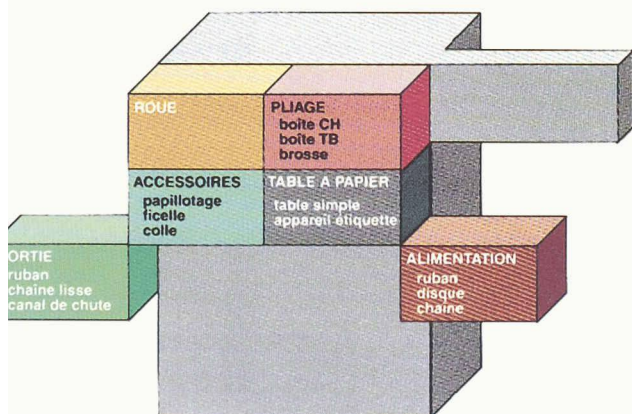 ROUE
PLIAGE
boîte CH
boîte TB
brosse
ACCESSOIRES
papillotage
ficelle
colle
TABLE A PAPIER
table simple
appareil étiquette
ORTIE
ruban
chaîne lisse
canal de chute
ALIMENTATION
ruban
disque
chaîne